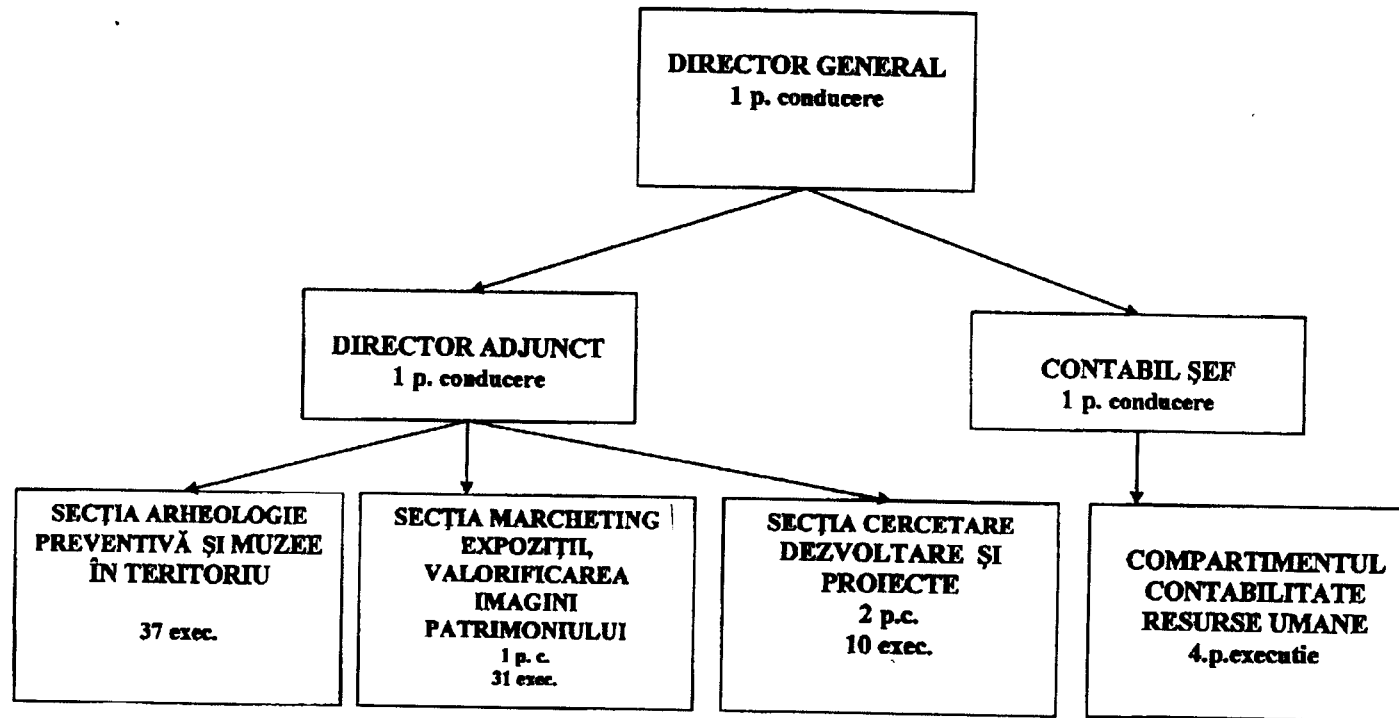 DIRECTOR GENERAL
1 p. conducere
DIRECTOR ADJUNCT
1 p. conducere
CONTABIL ŞEF
1 p. conducere
SECŢIA ARHEOLOGIE
PREVENTIVĂ ŞI MUZEE
ÎN TERITORIU
37 exec.
SECŢIA MARCHETING
EXPOZIŢII,
VALORIFICAREA
IMAGINI
PATRIMONIULUI
1 p. c.
31 exec.
SECŢIA CERCETARE
DEZVOLTARE ŞI
PROIECTE
2 p.c.
10 exec.
COMPARTIMENTUL
CONTABILITATE
RESURSE UMANE
4.p.executie